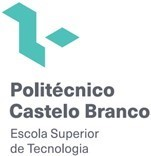 Politécnico
Castelo Branco
Escola Superior
de Tecnologia